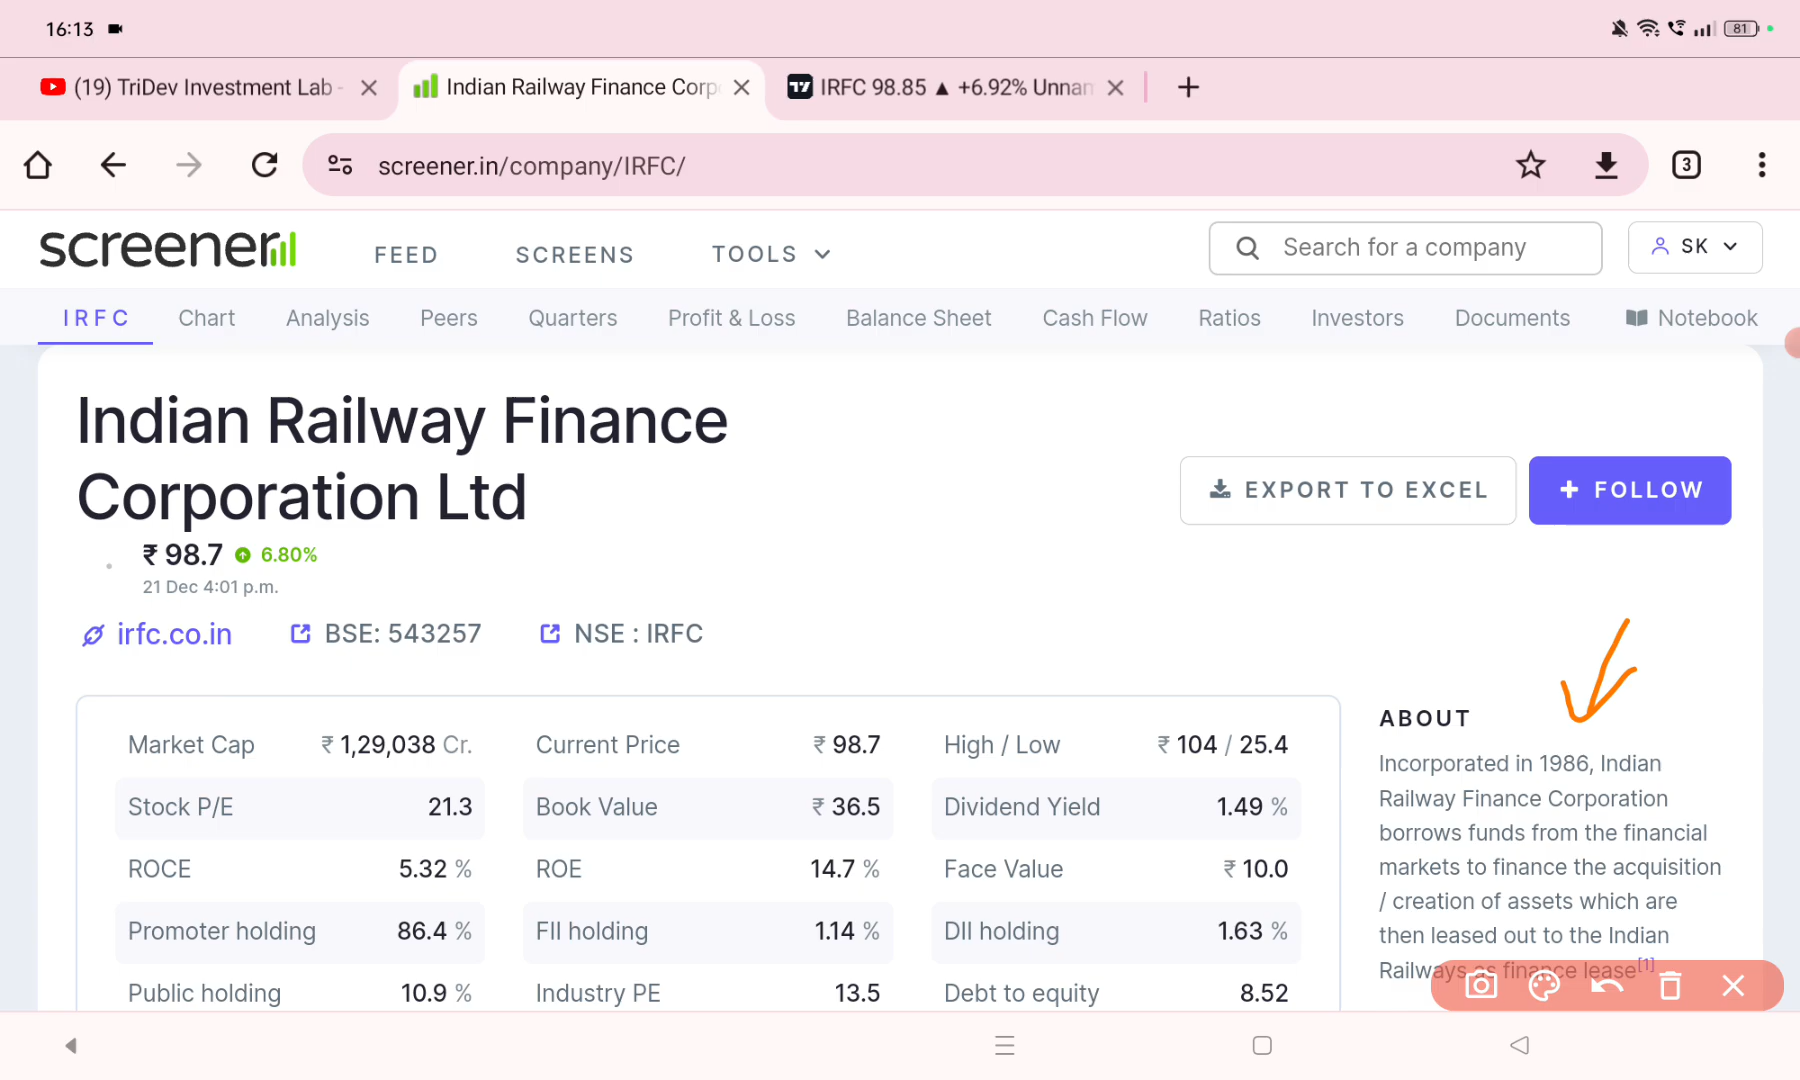 16:13
81
(19) TriDev Investment Lab -
Indian Railway Finance Corp
IRFC 98.85 ▲ +6.92% Unnam
screener.in/company/IRFC/
3
screener
FEED
SCREENS
TOOLS
Search for a company
SK
IRFC
Chart
Analysis
Peers
Quarters
Profit & Loss
Balance Sheet
Cash Flow
Ratios
Investors
Documents
Notebook
Indian Railway Finance
Corporation Ltd
EXPORT TO EXCEL
+ FOLLOW
₹ 98.7 6.80%
21 Dec 4:01 p.m.
irfc.co.in
BSE: 543257
NSE : IRFC
Market Cap ₹ 1,29,038 Cr.
Current Price ₹ 98.7
High / Low ₹ 104 / 25.4
Stock P/E 21.3
Book Value ₹ 36.5
Dividend Yield 1.49 %
ROCE 5.32 %
ROE 14.7 %
Face Value ₹ 10.0
Promoter holding 86.4 %
FII holding 1.14 %
DII holding 1.63 %
Public holding 10.9 %
Industry PE 13.5
Debt to equity 8.52
ABOUT
Incorporated in 1986, Indian
Railway Finance Corporation
borrows funds from the financial
markets to finance the acquisition
/ creation of assets which are
then leased out to the Indian
Railways as finance lease[1]